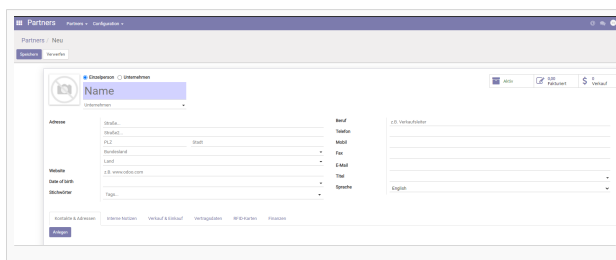 Partners Partners Configuration
Partners / Neu
Speichern Verwerfen
Einzelperson Unternehmen
Name
Unternehmen
Aktiv
0,00 Fakturiert
0 Verkauf
Adresse
Straße...
Straße2...
PLZ Stadt
Bundesland
Land
Website z.B. www.odoo.com
Date of birth
Stichwörter Tags...
Beruf z.B. Verkaufsleiter
Telefon
Mobil
Fax
E-Mail
Titel
Sprache English
Kontakte & Adressen Interne Notizen Verkauf & Einkauf Vertragsdaten RFID-Karten Finanzen
Anlegen